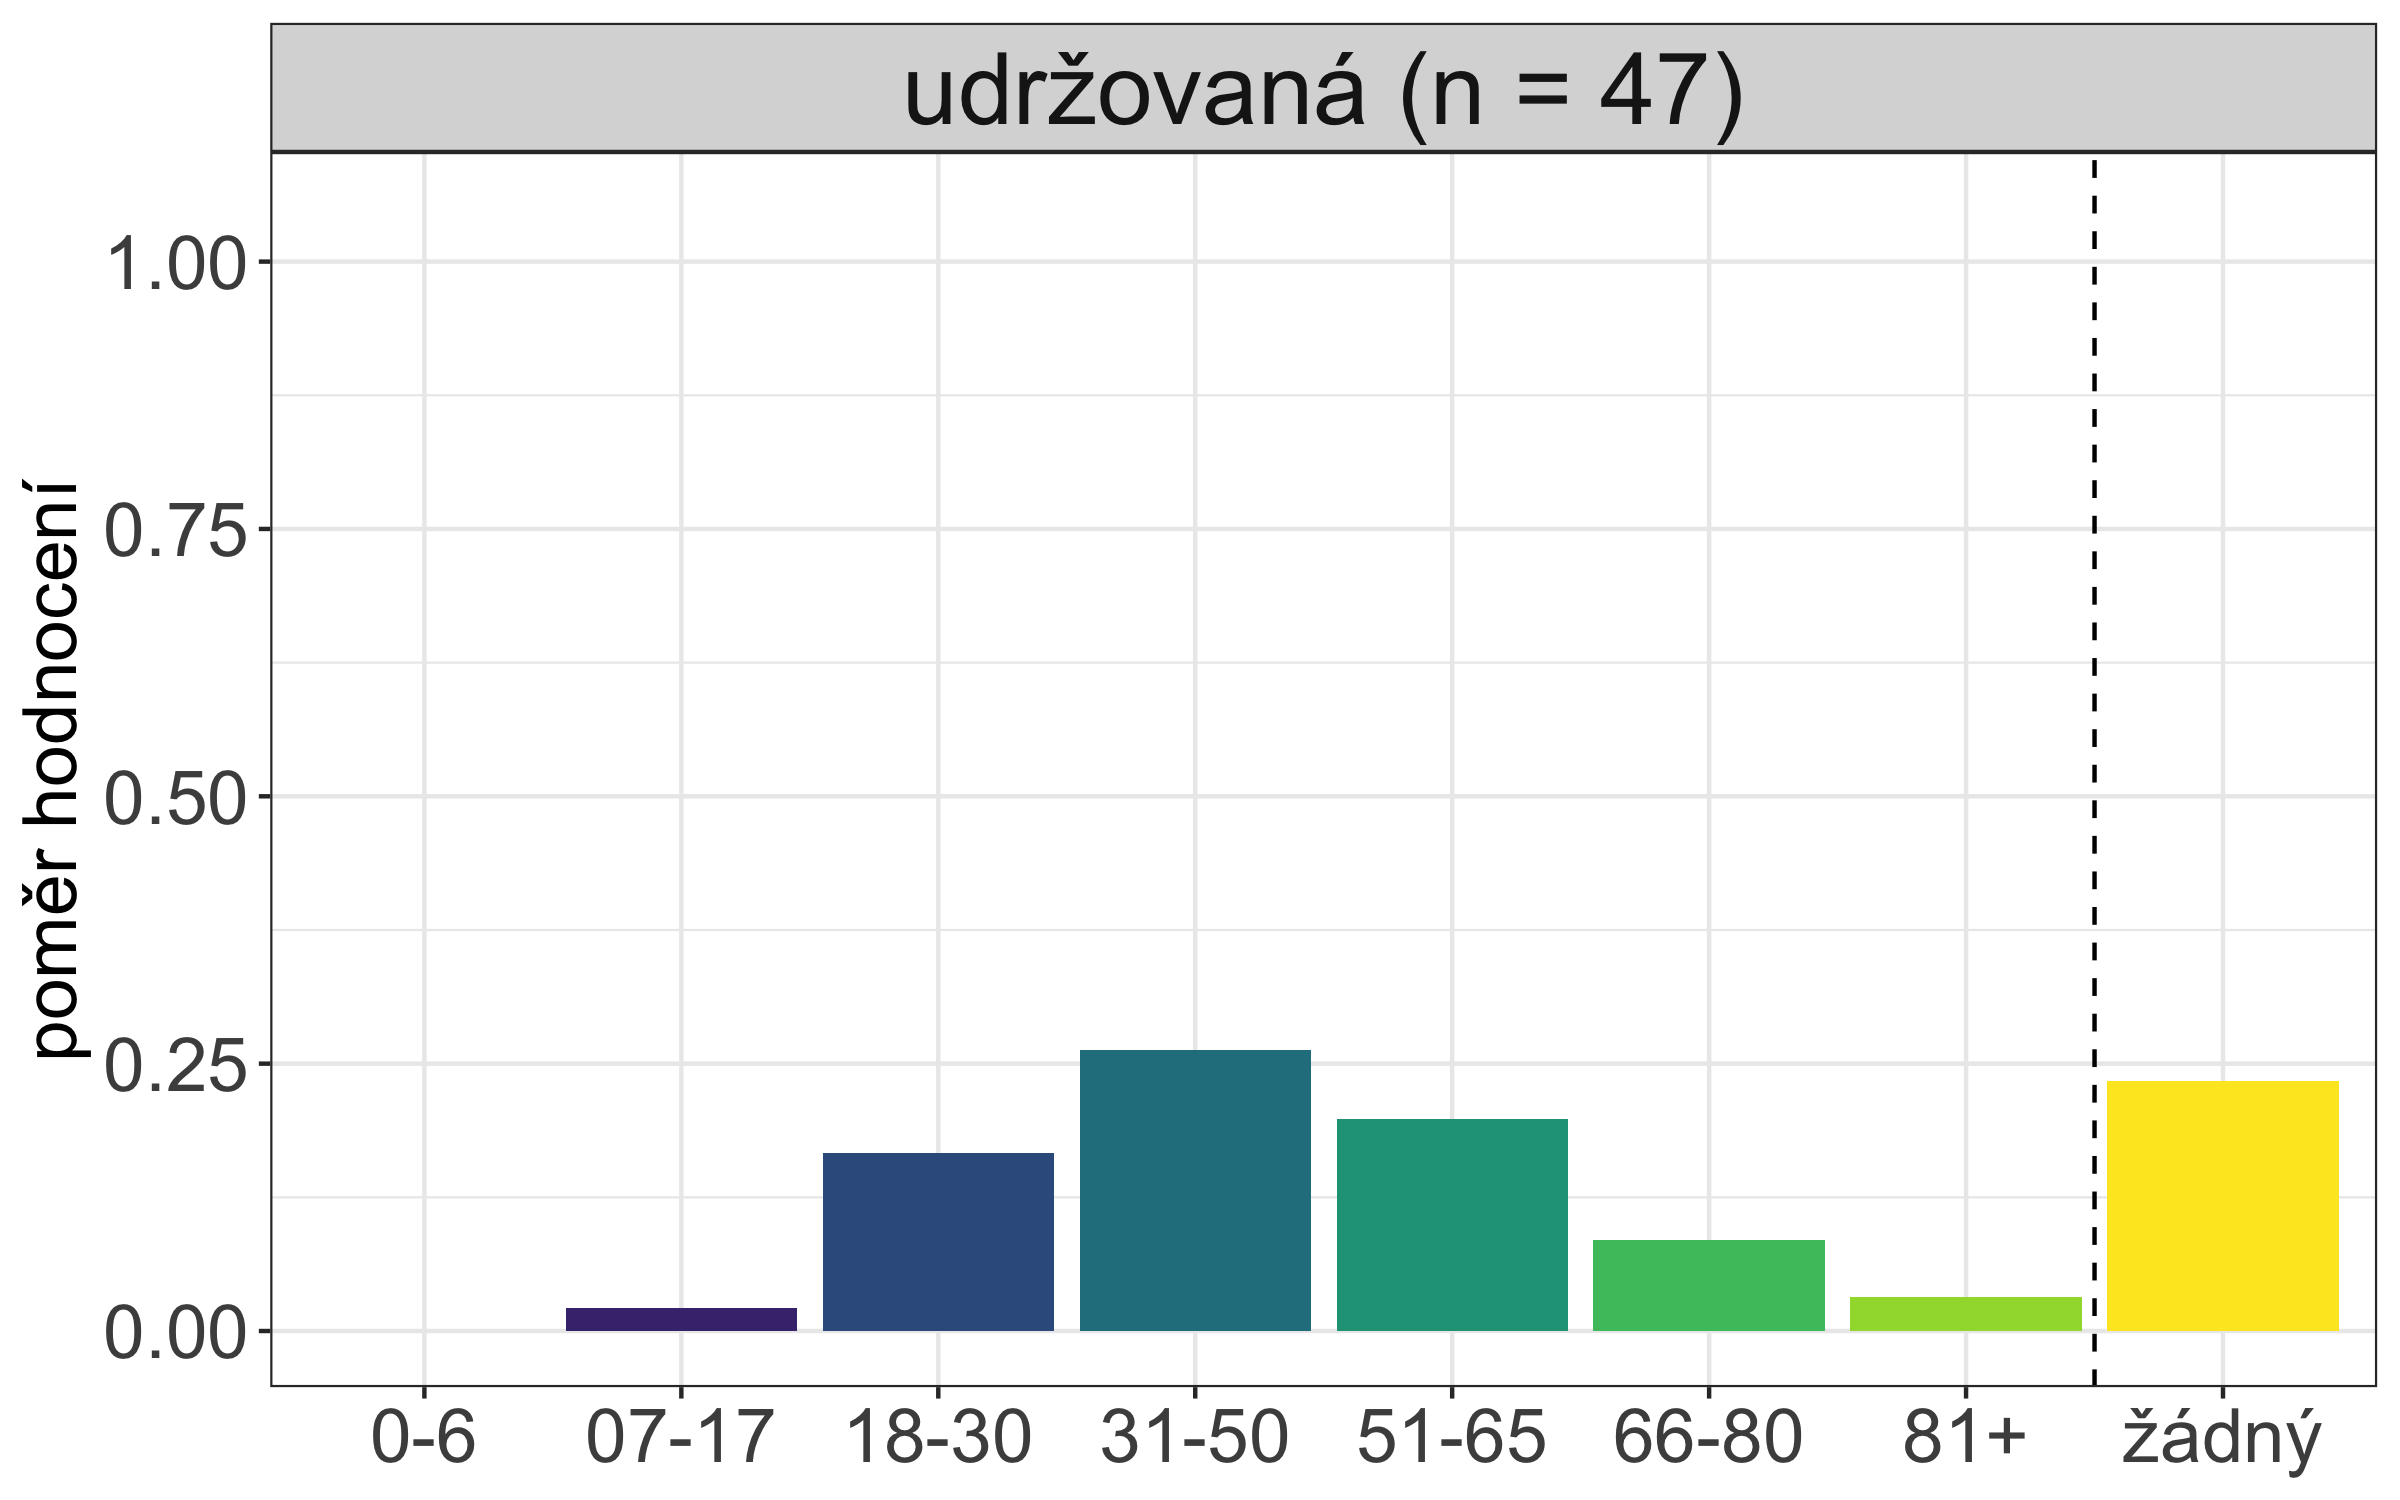 udržovaná (n = 47)
poměr hodnocení
1.00
0.75
0.50
0.25
0.00
0-6 07-17 18-30 31-50 51-65 66-80 81+ žádný